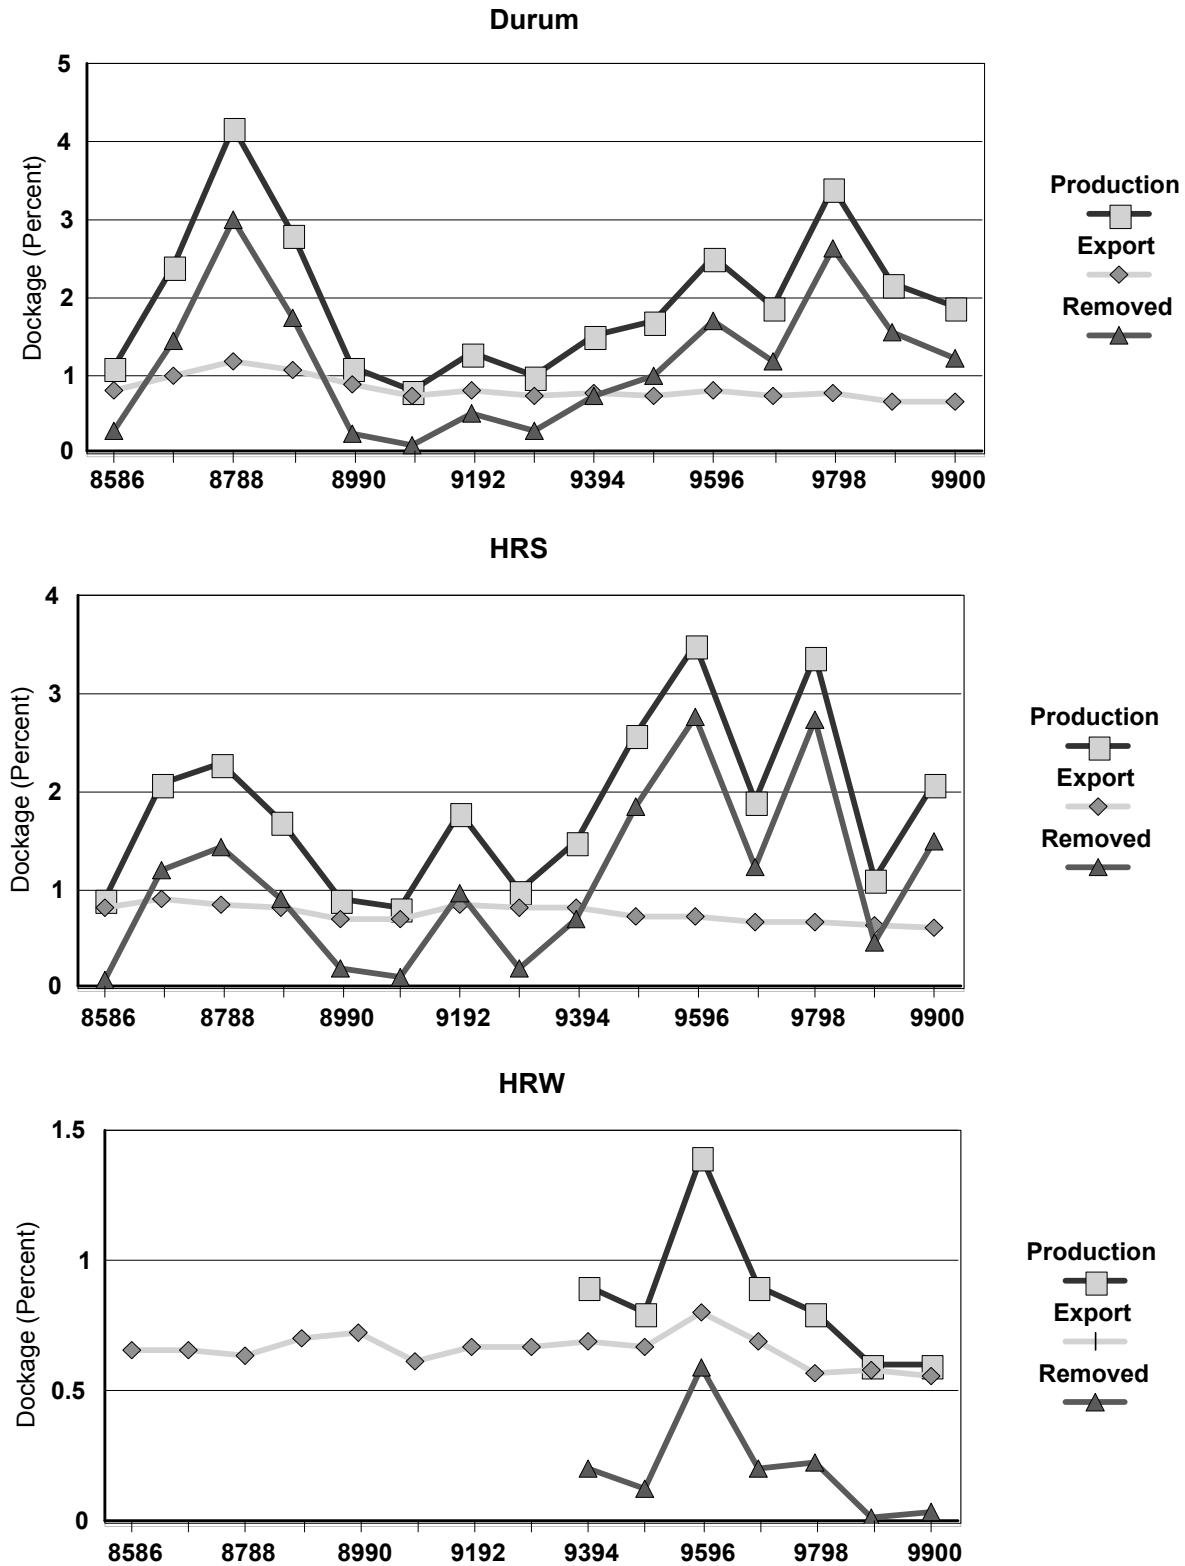 Durum
5
4
3
2
1
0
Dockage (Percent)
8586 8788 8990 9192 9394 9596 9798 9900
Production
Export
Removed
HRS
4
3
2
1
0
Dockage (Percent)
8586 8788 8990 9192 9394 9596 9798 9900
Production
Export
Removed
HRW
1.5
1
0.5
0
Dockage (Percent)
8586 8788 8990 9192 9394 9596 9798 9900
Production
Export
Removed